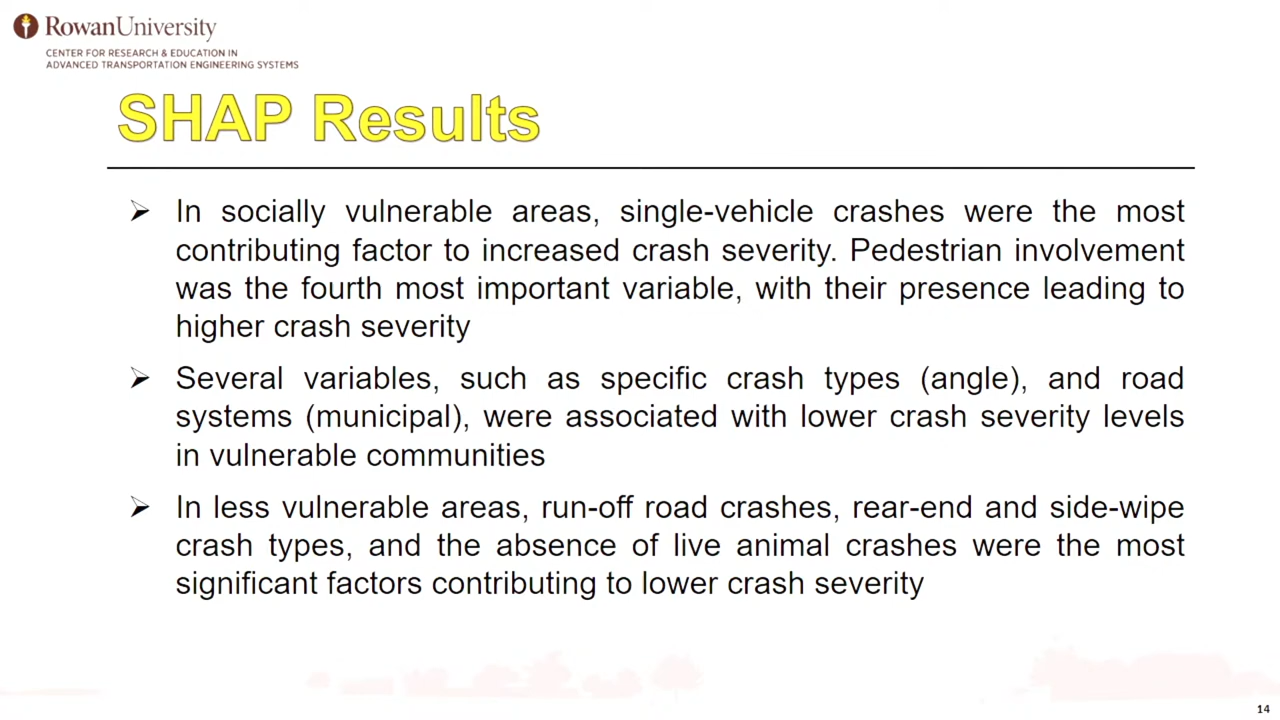 RowanUniversity
CENTER FOR RESEARCH & EDUCATION IN
ADVANCED TRANSPORTATION ENGINEERING SYSTEMS
SHAP Results
➢ In socially vulnerable areas, single-vehicle crashes were the most
contributing factor to increased crash severity. Pedestrian involvement
was the fourth most important variable, with their presence leading to
higher crash severity
➢ Several variables, such as specific crash types (angle), and road
systems (municipal), were associated with lower crash severity levels
in vulnerable communities
➢ In less vulnerable areas, run-off road crashes, rear-end and side-wipe
crash types, and the absence of live animal crashes were the most
significant factors contributing to lower crash severity
14